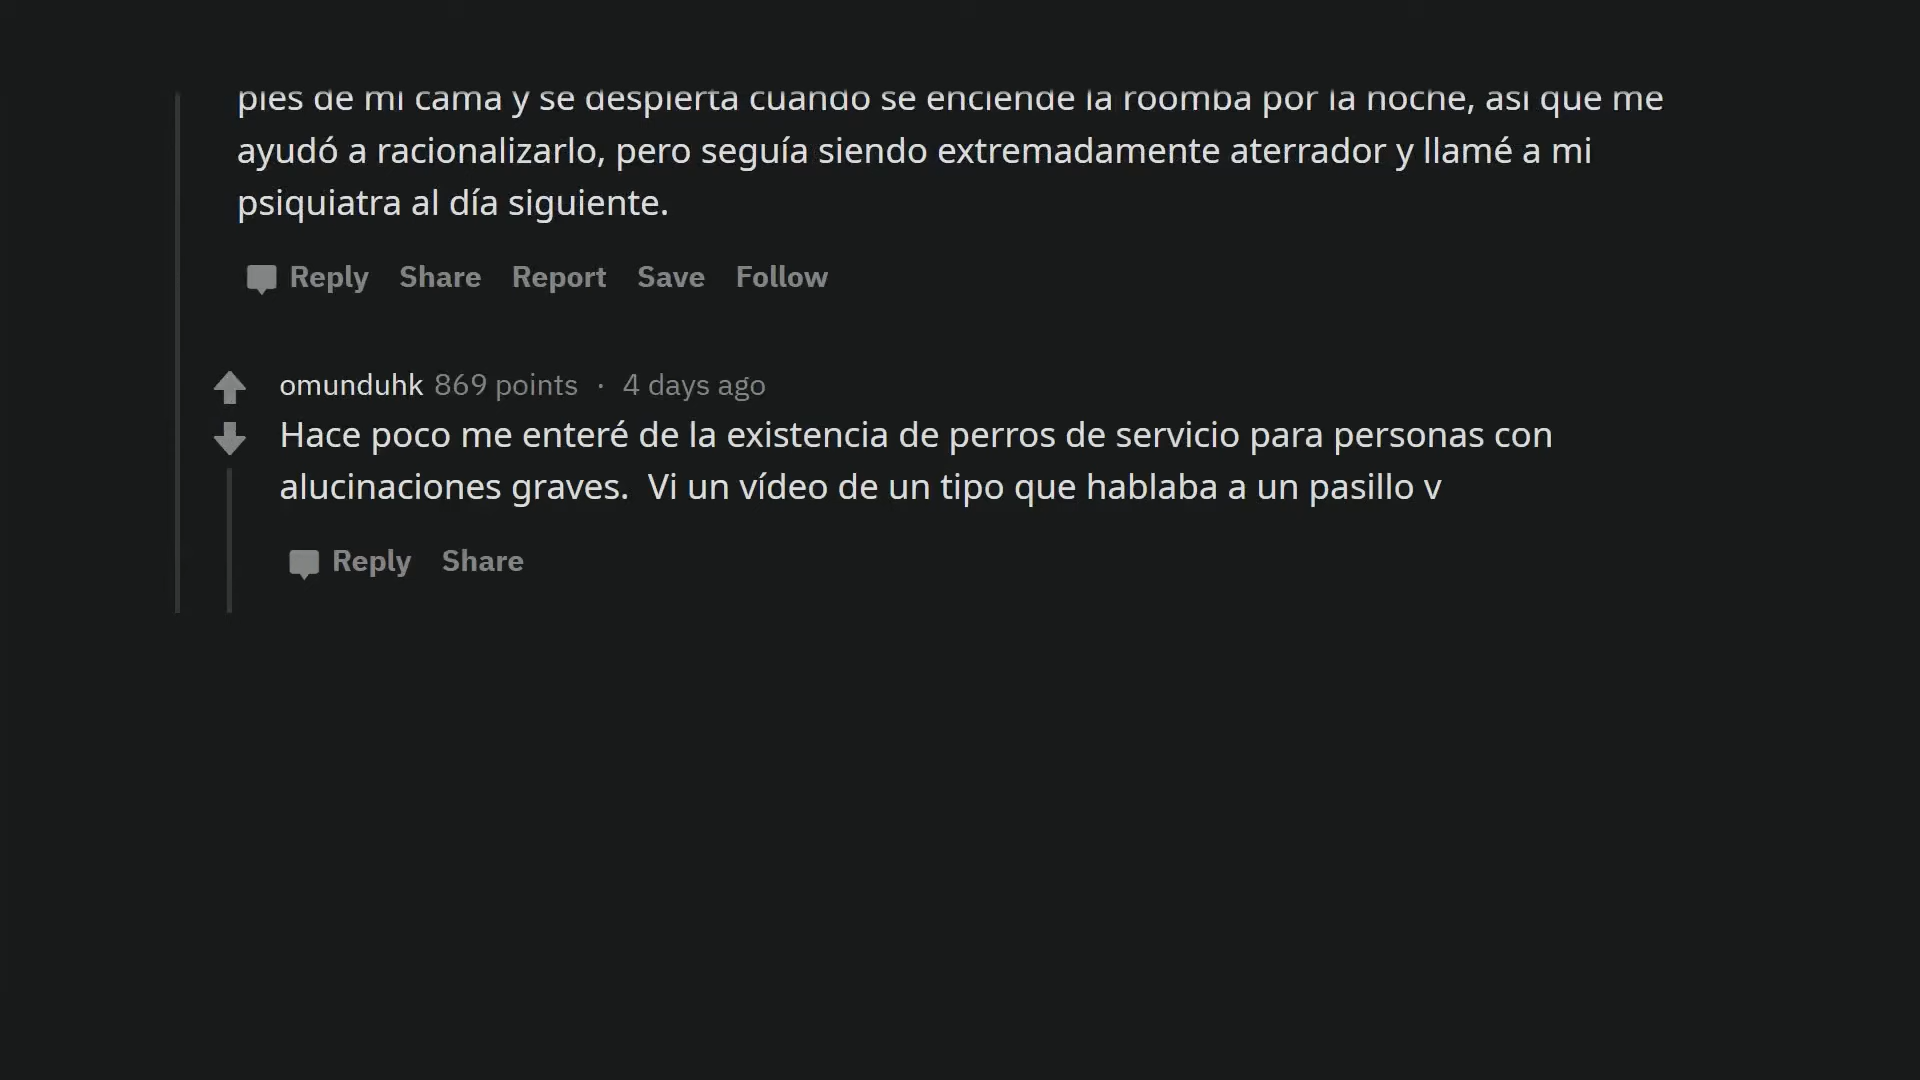 pies de mi cama y se despierta cuando se enciende la roomba por la noche, así que me
ayudó a racionalizarlo, pero seguía siendo extremadamente aterrador y llamé a mi
psiquiatra al día siguiente.
Reply Share Report Save Follow
omunduhk 869 points · 4 days ago
Hace poco me enteré de la existencia de perros de servicio para personas con
alucinaciones graves.  Vi un vídeo de un tipo que hablaba a un pasillo v
Reply Share